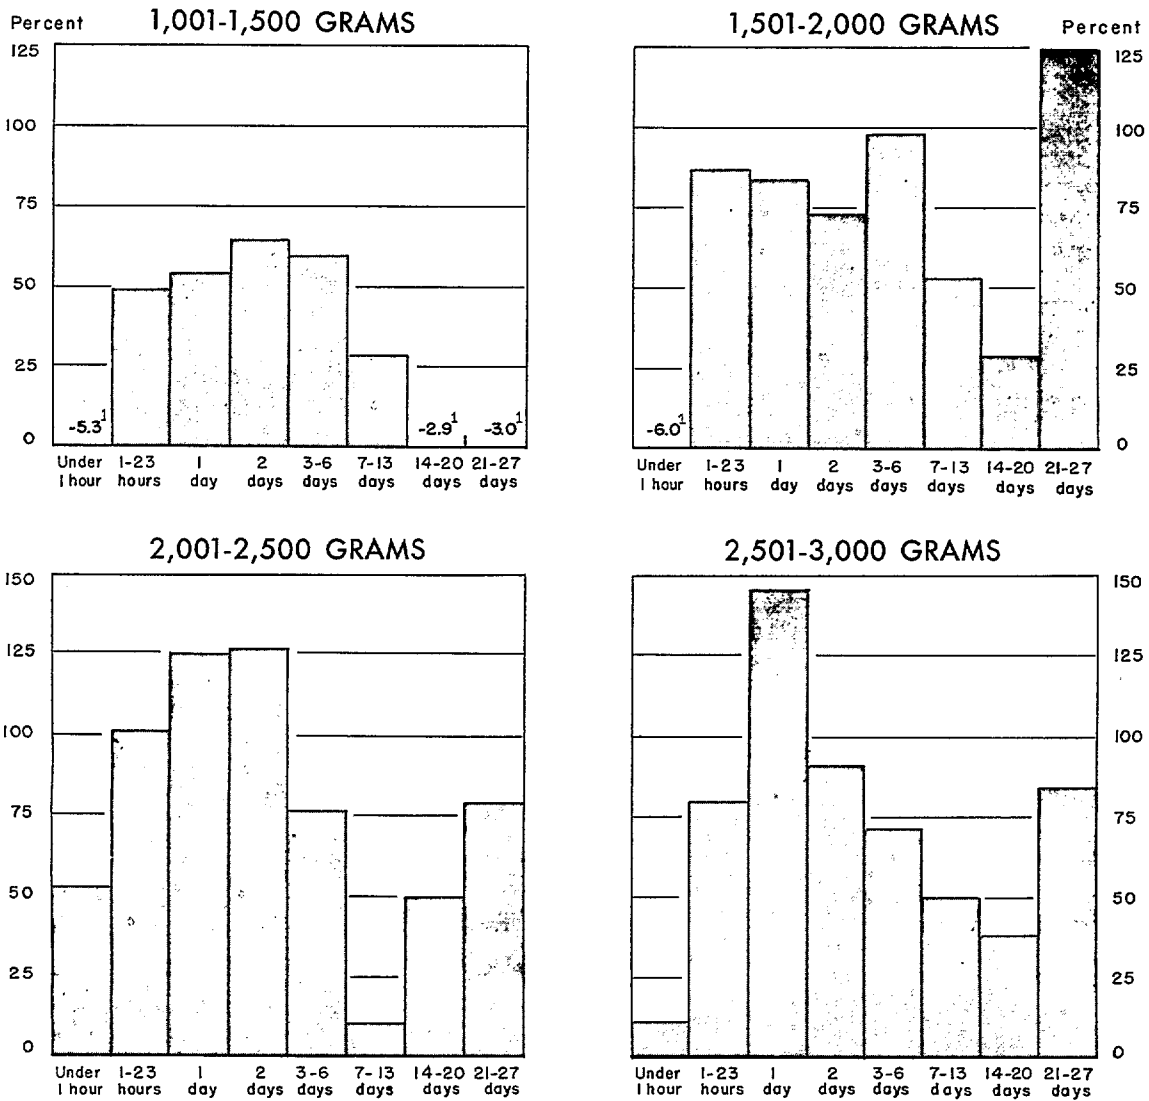 Percent 1,001-1,500 GRAMS
125
100
75
50
25
0
-5.3¹
-2.9¹
-3.0¹
Under 1-23 1 2 3-6 7-13 14-20 21-27
1 hour hours day days days days days days
1,501-2,000 GRAMS Percent
125
100
75
50
25
0
-6.0¹
Under 1-23 1 2 3-6 7-13 14-20 21-27
1 hour hours day days days days days days
2,001-2,500 GRAMS
150
125
100
75
50
25
0
Under 1-23 1 2 3-6 7-13 14-20 21-27
1 hour hours day days days days days days
2,501-3,000 GRAMS
150
125
100
75
50
25
0
Under 1-23 1 2 3-6 7-13 14-20 21-27
1 hour hours day days days days days days